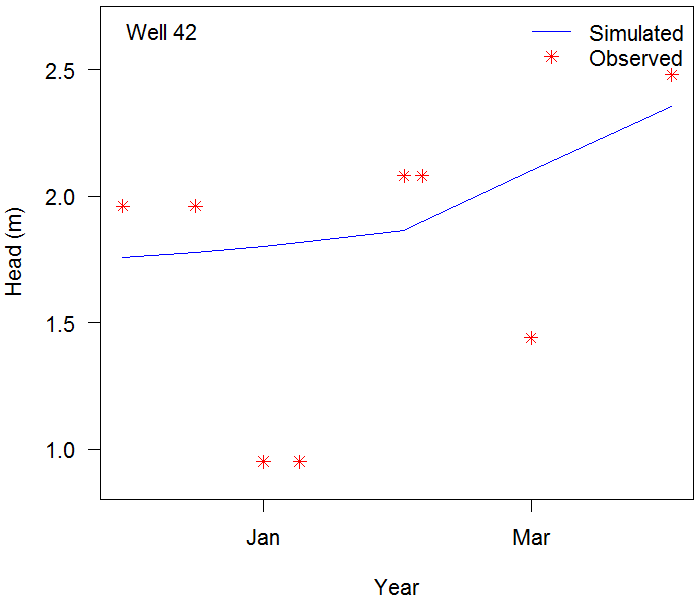 Well 42
Simulated
Observed
2.5
2.0
1.5
1.0
Head (m)
Jan
Mar
Year